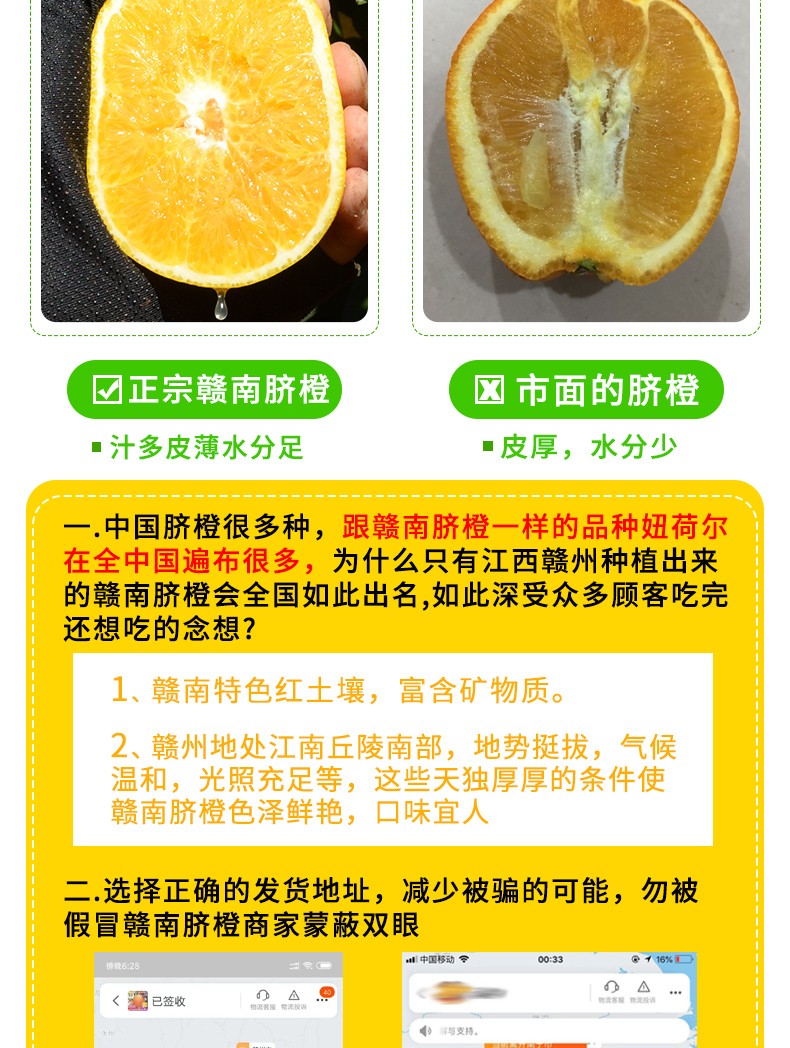 正宗赣南脐橙
市面的脐橙
汁多皮薄水分足
皮厚，水分少
一.中国脐橙很多种，跟赣南脐橙一样的品种妞荷尔
在全中国遍布很多，为什么只有江西赣州种植出来
的赣南脐橙会全国如此出名,如此深受众多顾客吃完
还想吃的念想?
1、赣南特色红土壤，富含矿物质。
2、赣州地处江南丘陵南部，地势挺拔，气候
温和，光照充足等，这些天独厚厚的条件使
赣南脐橙色泽鲜艳，口味宜人
二.选择正确的发货地址，减少被骗的可能，勿被
假冒赣南脐橙商家蒙蔽双眼
傍晚6:28
已签收
物流客服 物流投诉
40
中国移动
00:33
16%
物流客服 物流投诉
与支持。